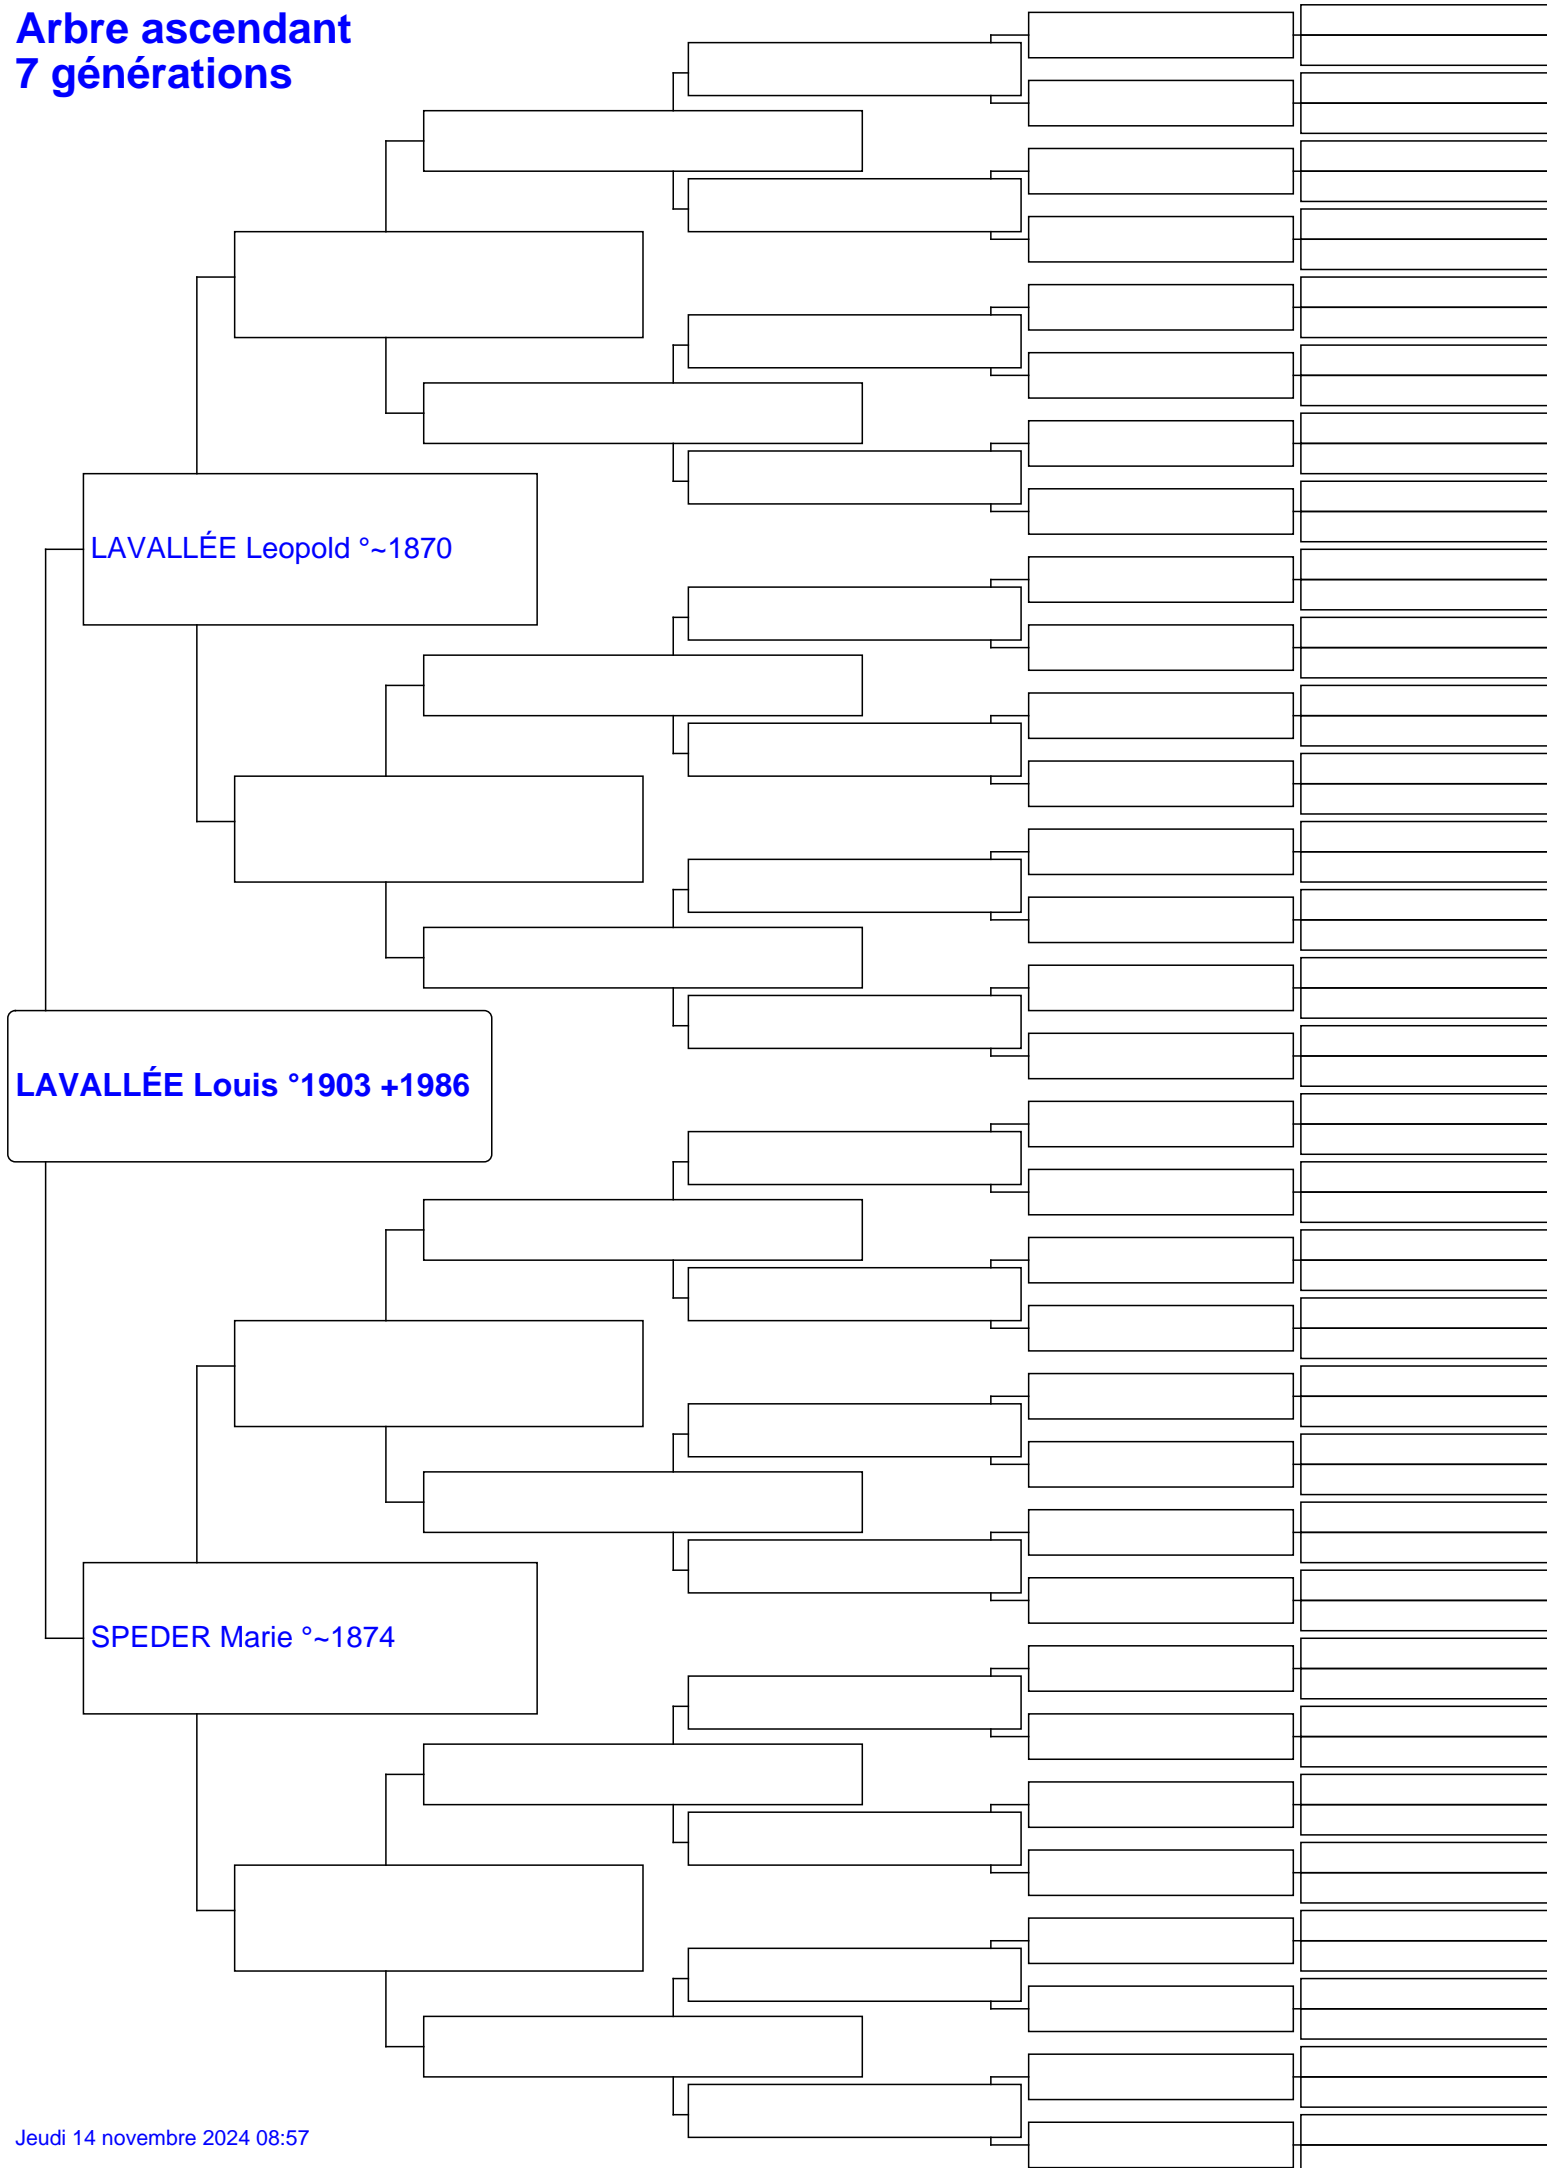 Arbre ascendant
7 générations
LAVALLÉE Leopold °~1870
LAVALLÉE Louis °1903 +1986
SPEDER Marie °~1874
Jeudi 14 novembre 2024 08:57